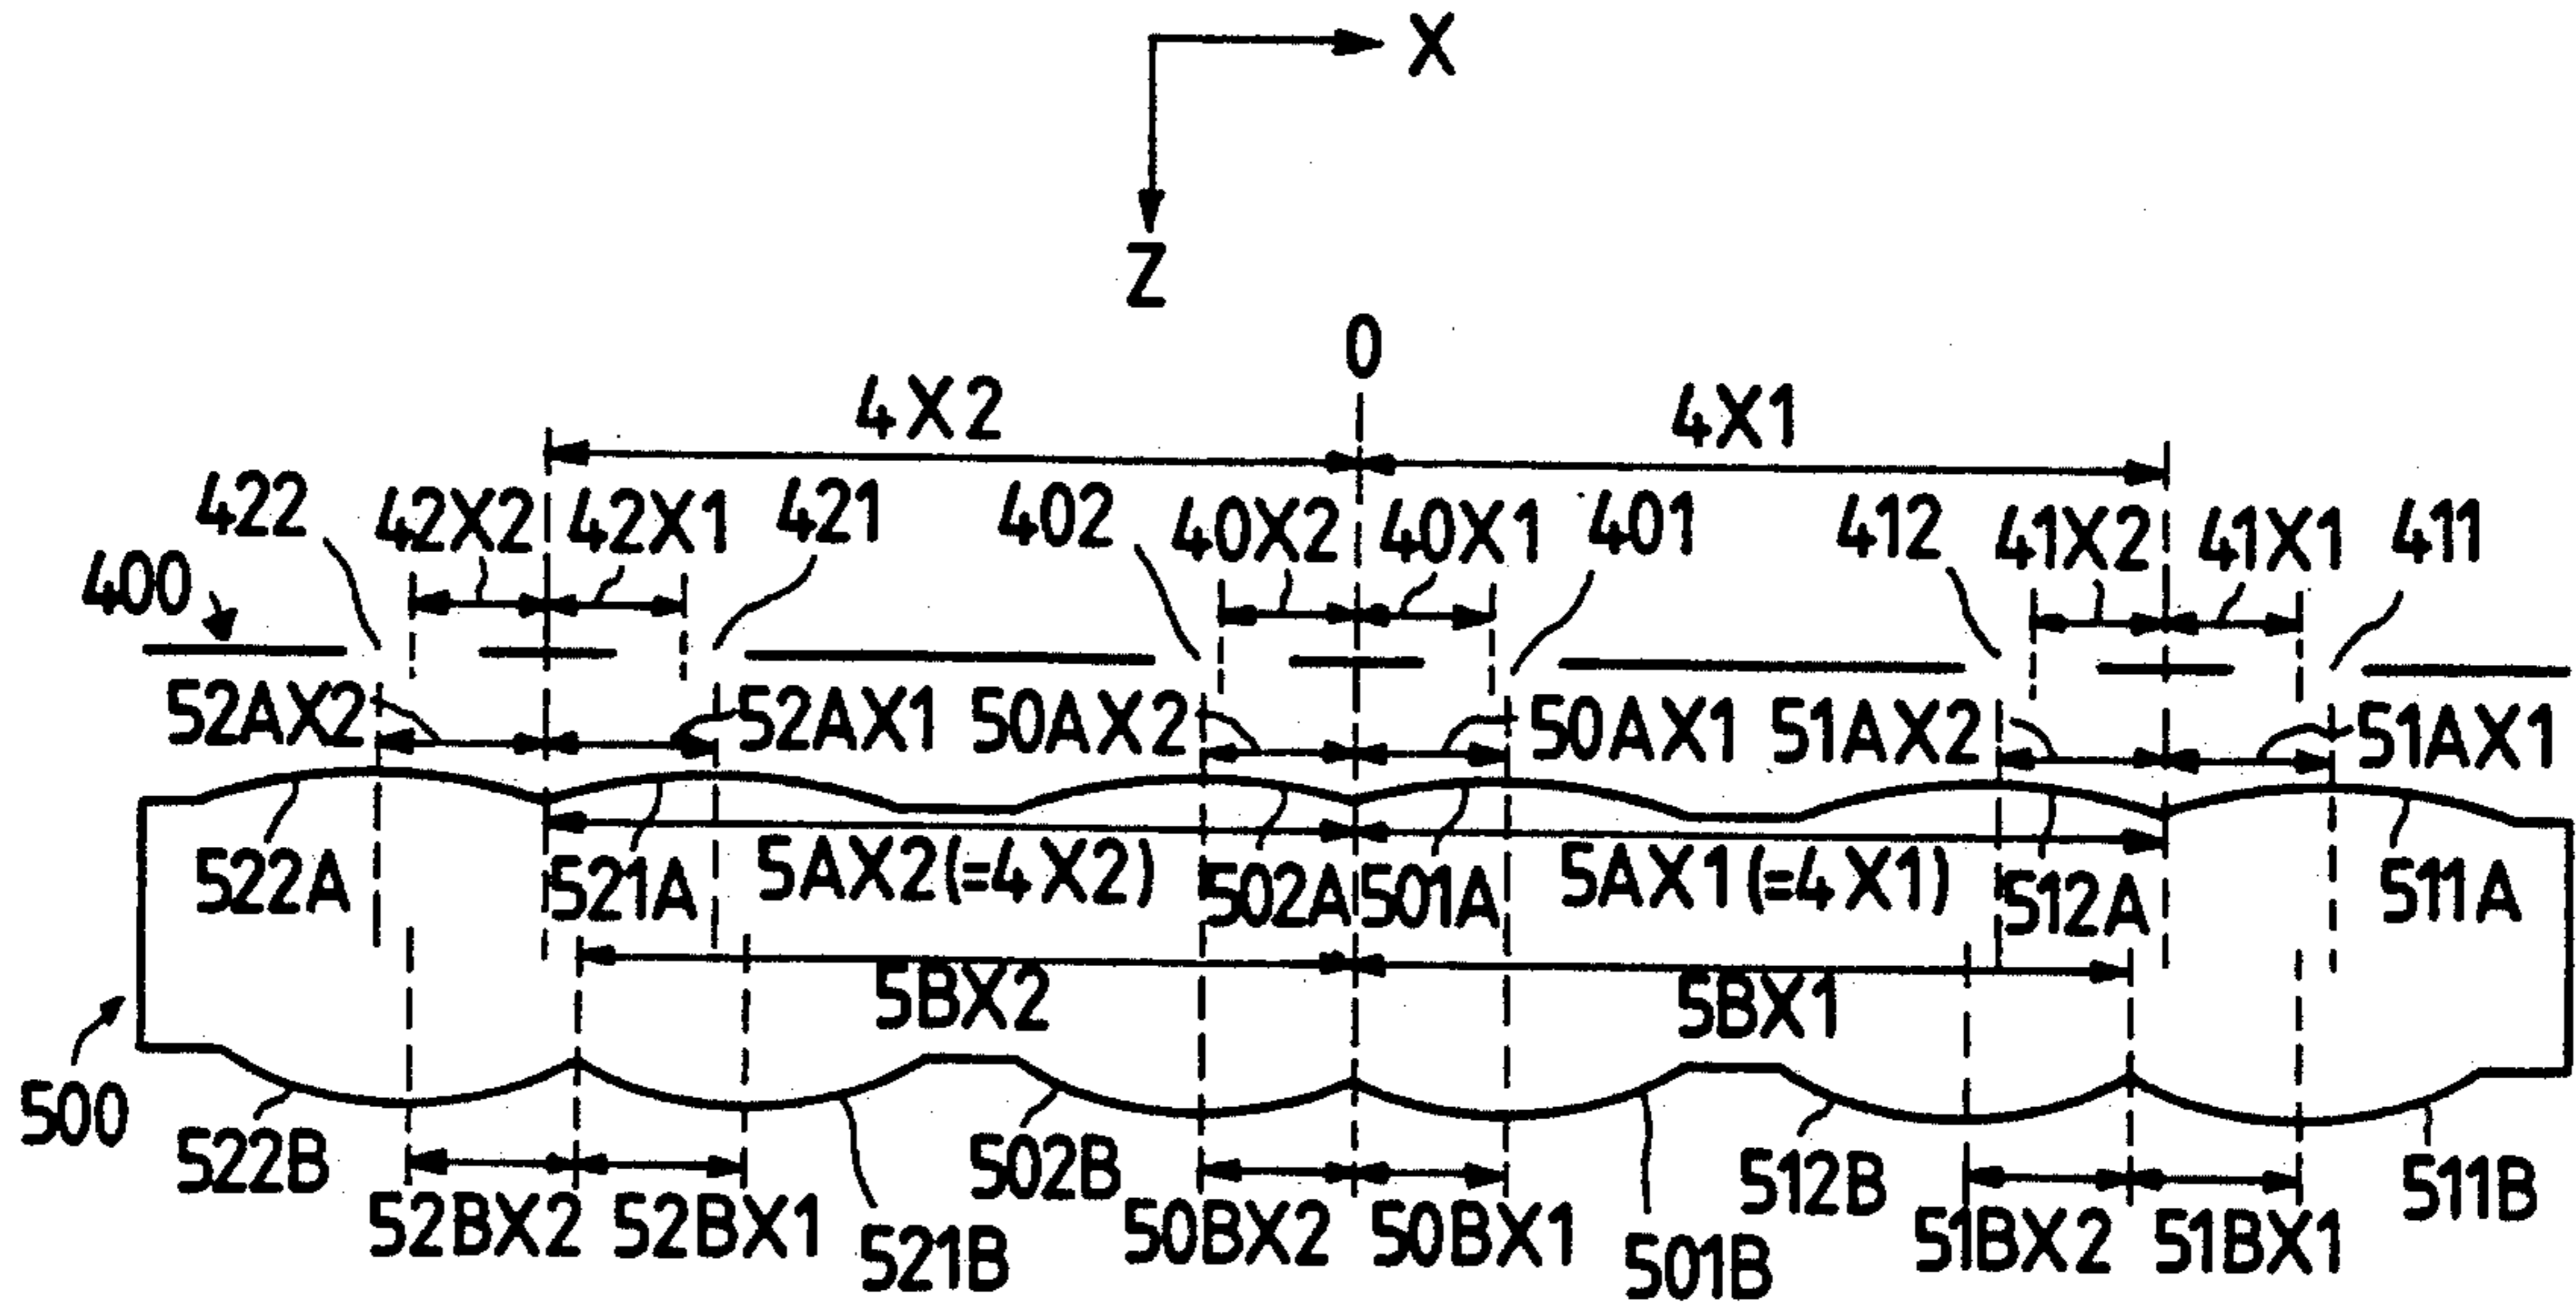 X
Z
0
4X2 4X1
422 42X2 42X1 421 402 40X2 40X1 401 412 41X2 41X1 411
400
52AX2 52AX1 50AX2 50AX1 51AX2 51AX1
522A 521A 5AX2(=4X2) 502A 501A 5AX1(=4X1) 512A 511A
5BX2 5BX1
500 522B 502B 512B 511B
52BX2 52BX1 521B 50BX2 50BX1 501B 51BX2 51BX1